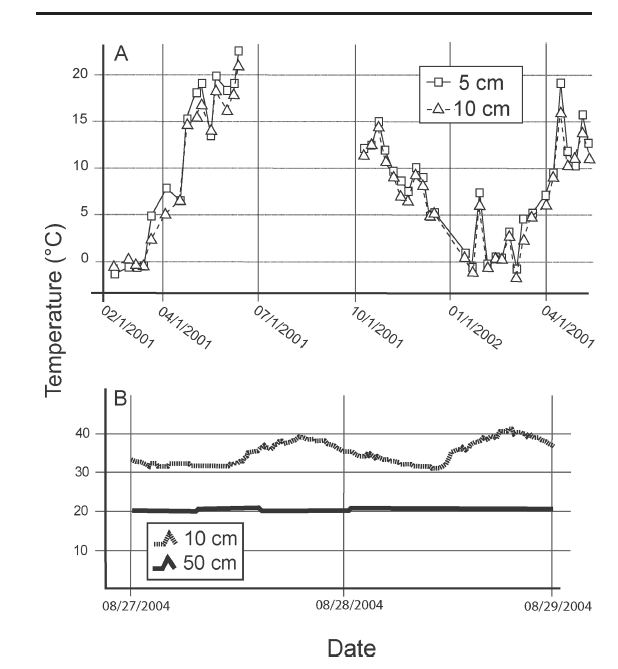 A
20
15
10
5
0
5 cm
10 cm
02/1/2001
04/1/2001
07/1/2001
10/1/2001
01/1/2002
04/1/2001
Temperature (°C)
B
40
30
20
10
10 cm
50 cm
08/27/2004
08/28/2004
08/29/2004
Date